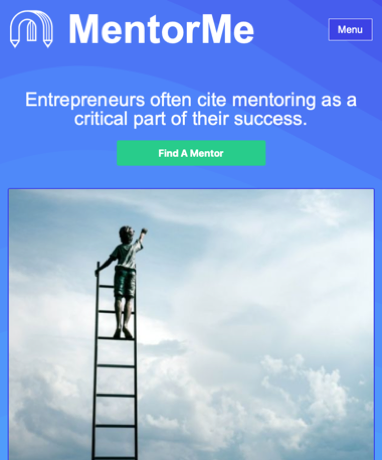 MentorMe
Menu
Entrepreneurs often cite mentoring as a
critical part of their success.
Find A Mentor